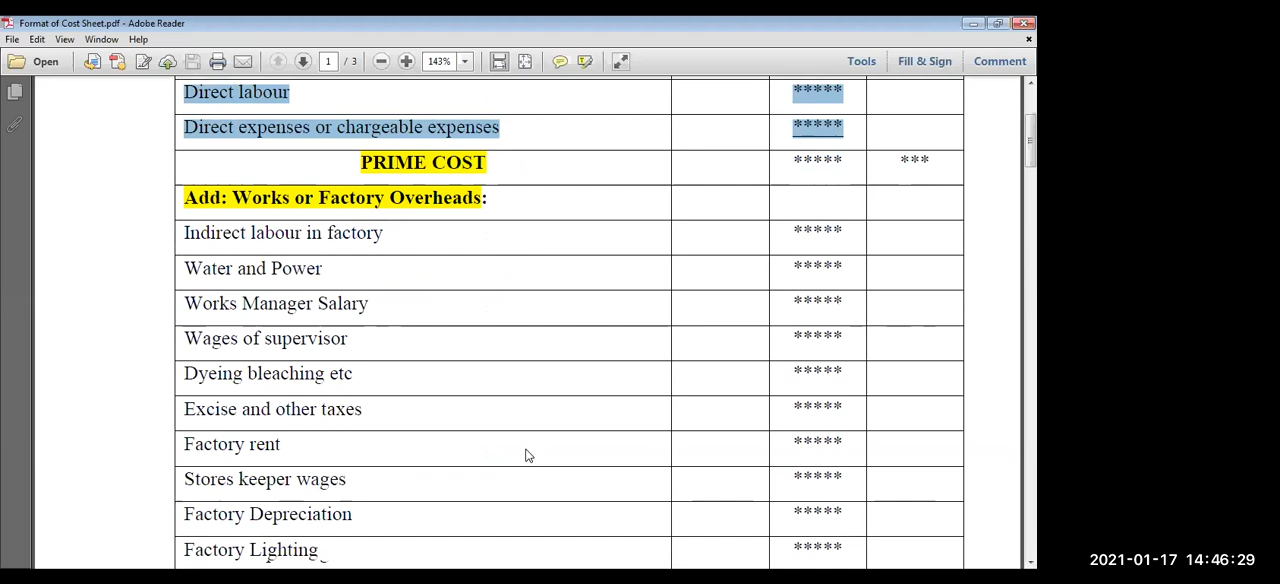 Format of Cost Sheet.pdf - Adobe Reader
File Edit View Window Help
Open 1 / 3 143% Tools Fill & Sign Comment
Direct labour *****
Direct expenses or chargeable expenses *****
PRIME COST ***** ***
Add: Works or Factory Overheads:
Indirect labour in factory *****
Water and Power *****
Works Manager Salary *****
Wages of supervisor *****
Dyeing bleaching etc *****
Excise and other taxes *****
Factory rent *****
Stores keeper wages *****
Factory Depreciation *****
Factory Lighting *****
2021-01-17 14:46:29